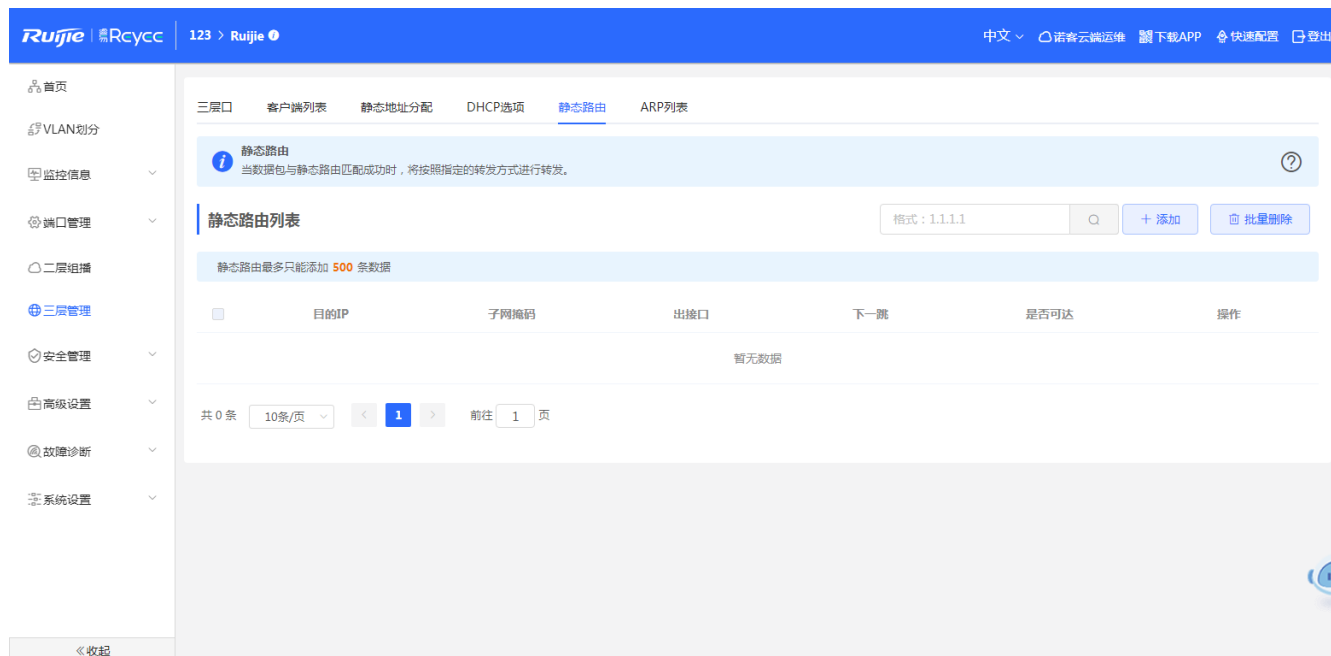 Ruijie 睿易Reyee 123 > Ruijie
中文 诺客云端运维 下载APP 快速配置 登出
首页
VLAN划分
监控信息
端口管理
二层组播
三层管理
安全管理
高级设置
故障诊断
系统设置
《收起
三层口 客户端列表 静态地址分配 DHCP选项 静态路由 ARP列表
静态路由
当数据包与静态路由匹配成功时，将按照指定的转发方式进行转发。
静态路由列表
格式：1.1.1.1 + 添加 批量删除
静态路由最多只能添加 500 条数据
目的IP 子网掩码 出接口 下一跳 是否可达 操作
暂无数据
共 0 条 10条/页 < 1 > 前往 1 页